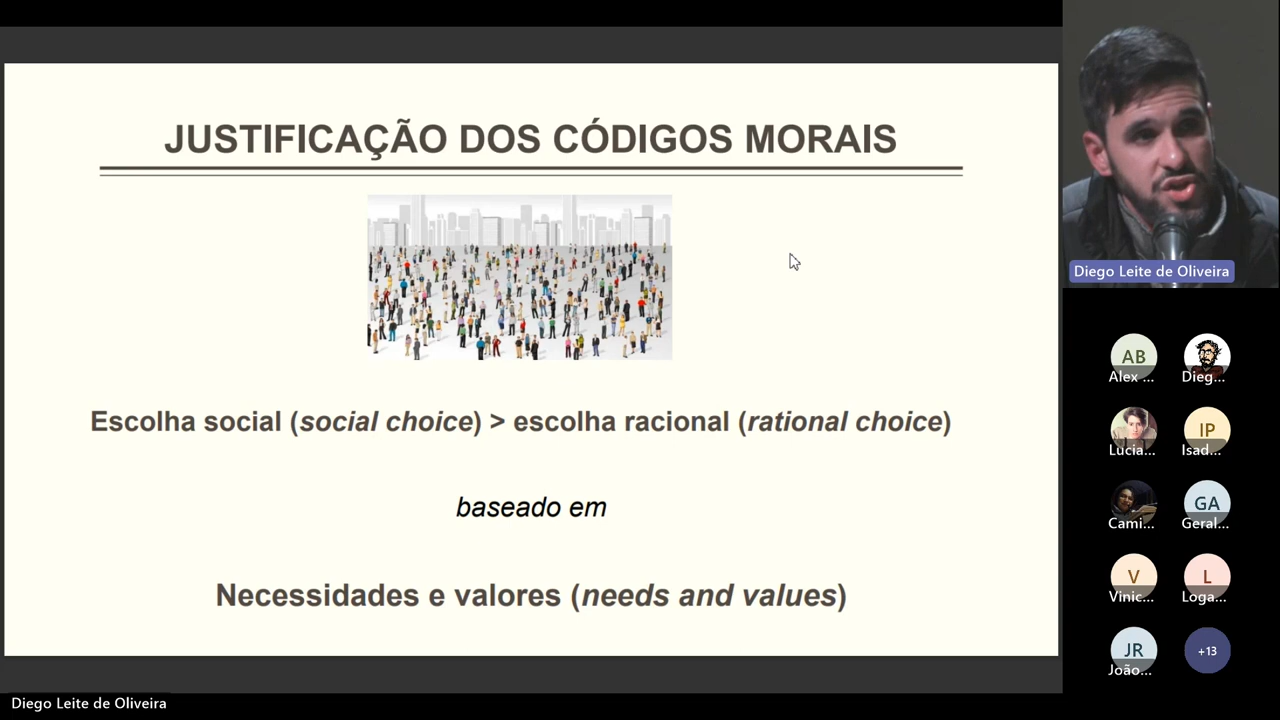 JUSTIFICAÇÃO DOS CÓDIGOS MORAIS
Escolha social (social choice) > escolha racional (rational choice)
baseado em
Necessidades e valores (needs and values)
Diego Leite de Oliveira
AB
Alex ...
Dieg...
Lucia...
IP
Isad...
Cami...
GA
Geral...
V
Vinic...
L
Loga...
JR
João...
+13
Diego Leite de Oliveira